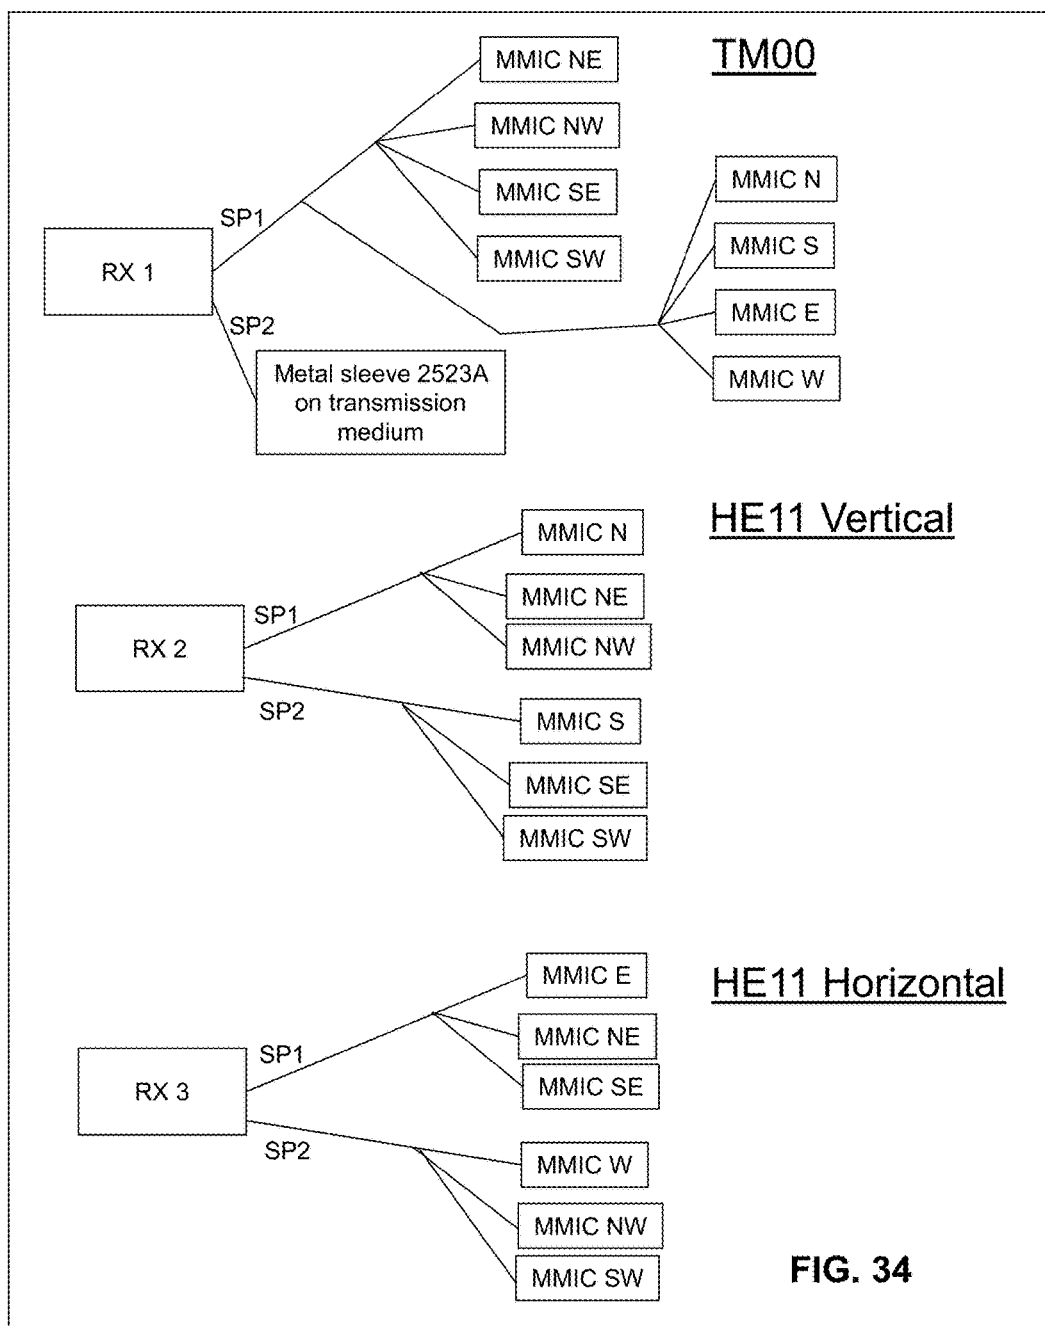 TM00
MMIC NE
MMIC NW
MMIC SE
MMIC SW
MMIC N
MMIC S
MMIC E
MMIC W
SP1
RX 1
SP2
Metal sleeve 2523A
on transmission
medium
HE11 Vertical
MMIC N
MMIC NE
MMIC NW
SP1
RX 2
SP2
MMIC S
MMIC SE
MMIC SW
HE11 Horizontal
MMIC E
MMIC NE
MMIC SE
SP1
RX 3
SP2
MMIC W
MMIC NW
MMIC SW
FIG. 34